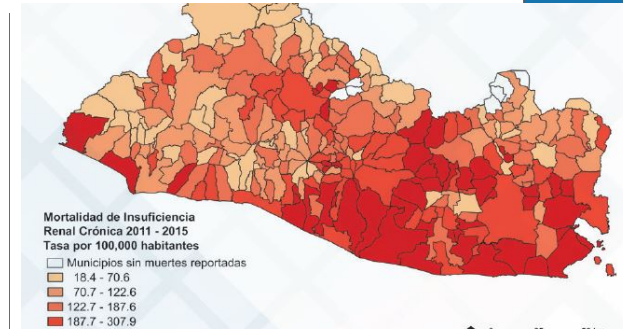 Mortalidad de Insuficiencia
Renal Crónica 2011 - 2015
Tasa por 100,000 habitantes
Municipios sin muertes reportadas
18.4 - 70.6
70.7 - 122.6
122.7 - 187.6
187.7 - 307.9